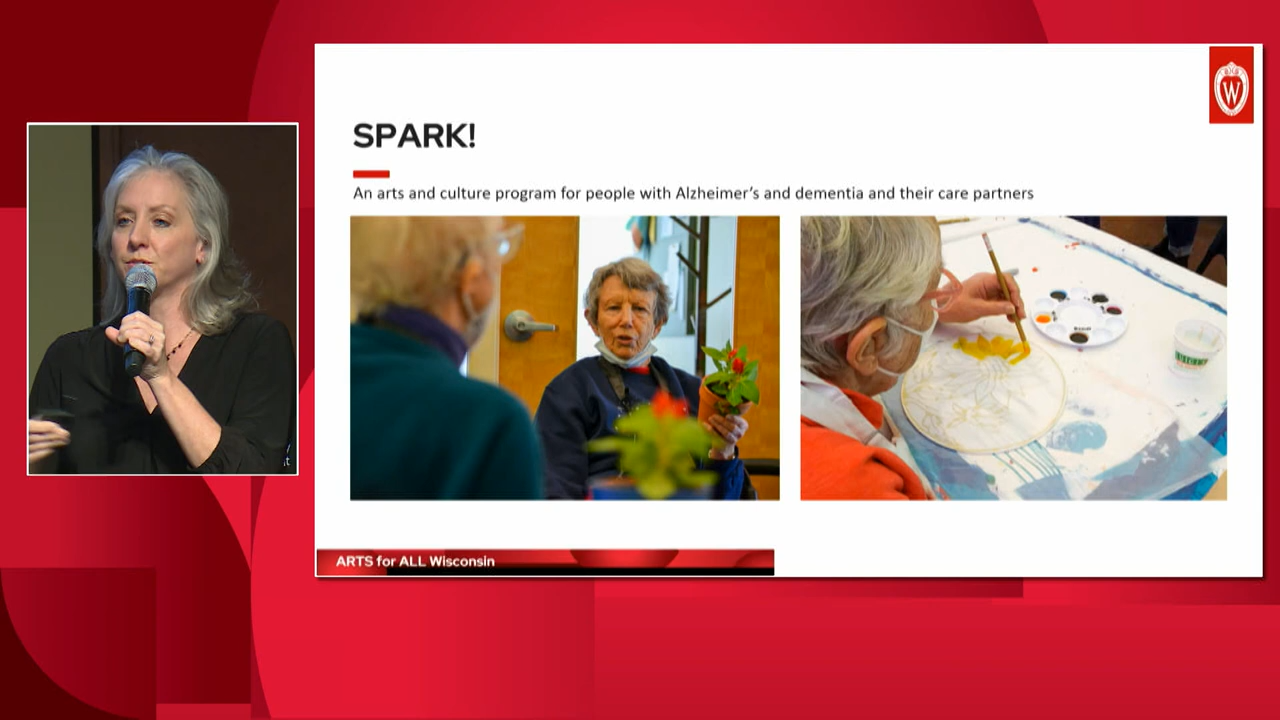 W
SPARK!
An arts and culture program for people with Alzheimer's and dementia and their care partners
ARTS for ALL Wisconsin